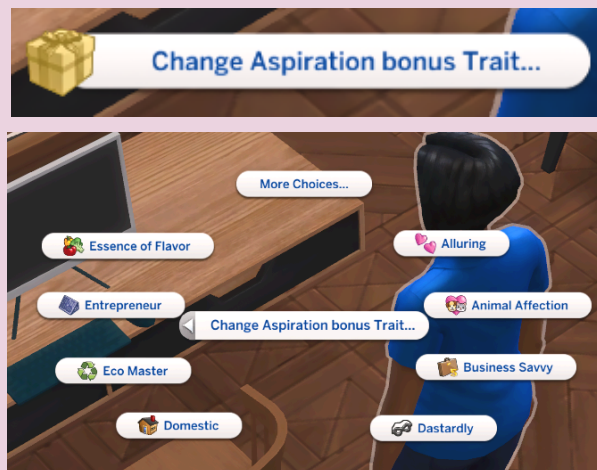 Change Aspiration bonus Trait...
More Choices...
Essence of Flavor
Alluring
Entrepreneur
Animal Affection
Change Aspiration bonus Trait...
Eco Master
Business Savvy
Domestic
Dastardly